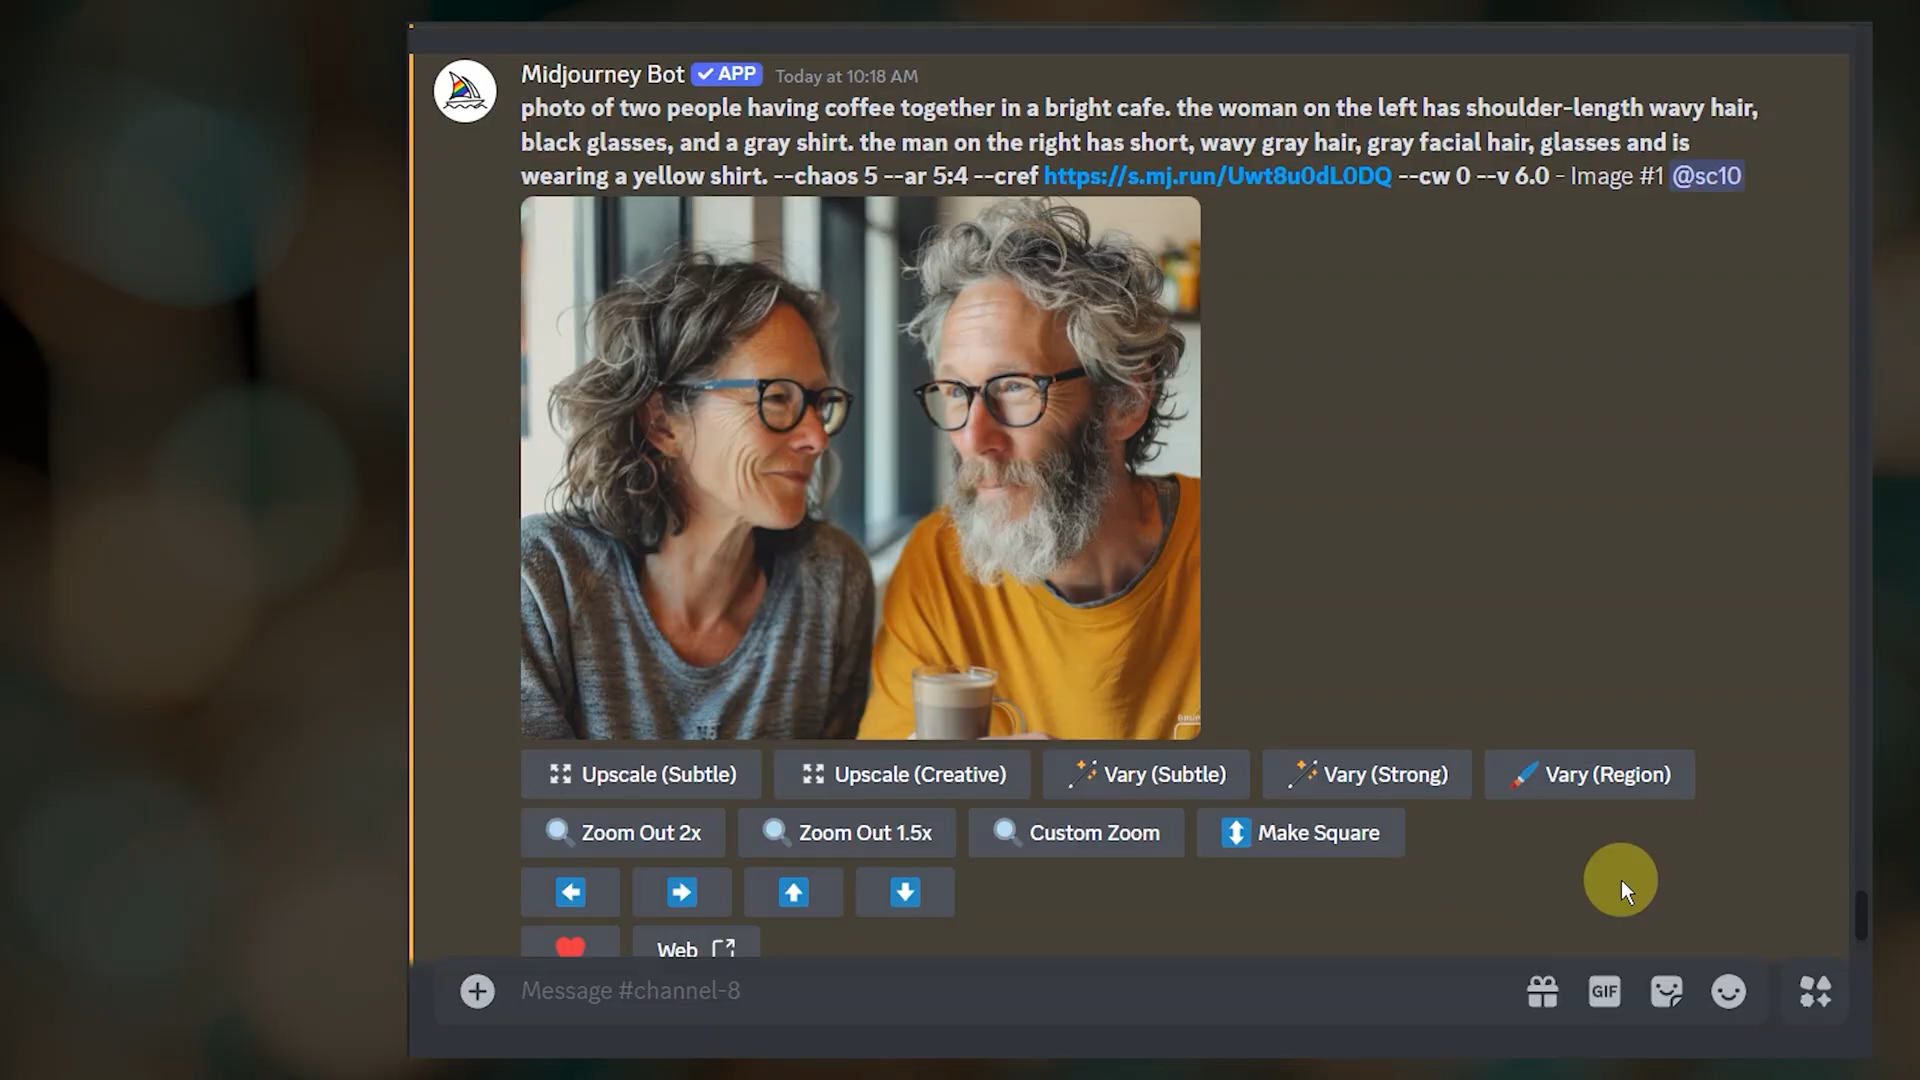 Midjourney Bot APP Today at 10:18 AM
photo of two people having coffee together in a bright cafe. the woman on the left has shoulder-length wavy hair,
black glasses, and a gray shirt. the man on the right has short, wavy gray hair, gray facial hair, glasses and is
wearing a yellow shirt. --chaos 5 --ar 5:4 --cref https://s.mj.run/Uwt8u0dL0DQ --cw 0 --v 6.0 - Image #1 @sc10
Upscale (Subtle) Upscale (Creative) Vary (Subtle) Vary (Strong) Vary (Region)
Zoom Out 2x Zoom Out 1.5x Custom Zoom Make Square
Web
Message #channel-8 GIF